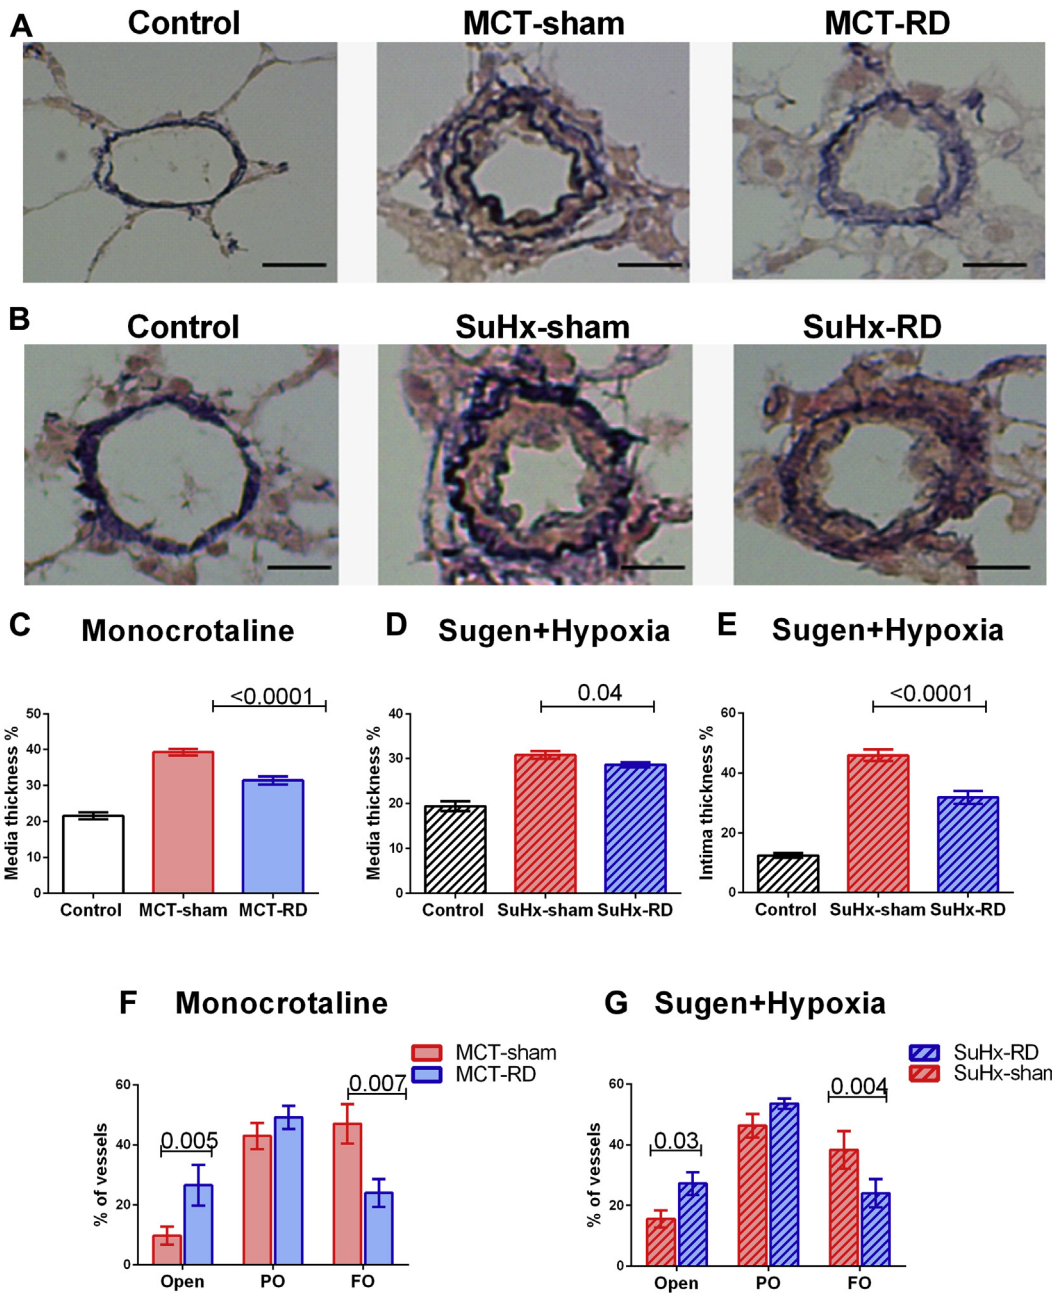 A Control MCT-sham MCT-RD
B Control SuHx-sham SuHx-RD
C Monocrotaline
<0.0001
Media thickness %
50
40
30
20
10
0
Control MCT-sham MCT-RD
D Sugen+Hypoxia
0.04
Media thickness %
40
30
20
10
0
Control SuHx-sham SuHx-RD
E Sugen+Hypoxia
<0.0001
Intima thickness %
60
40
20
0
Control SuHx-sham SuHx-RD
F Monocrotaline
MCT-sham
MCT-RD
0.007
0.005
% of vessels
60
40
20
0
Open PO FO
G Sugen+Hypoxia
SuHx-RD
SuHx-sham
0.004
0.03
% of vessels
60
40
20
0
Open PO FO